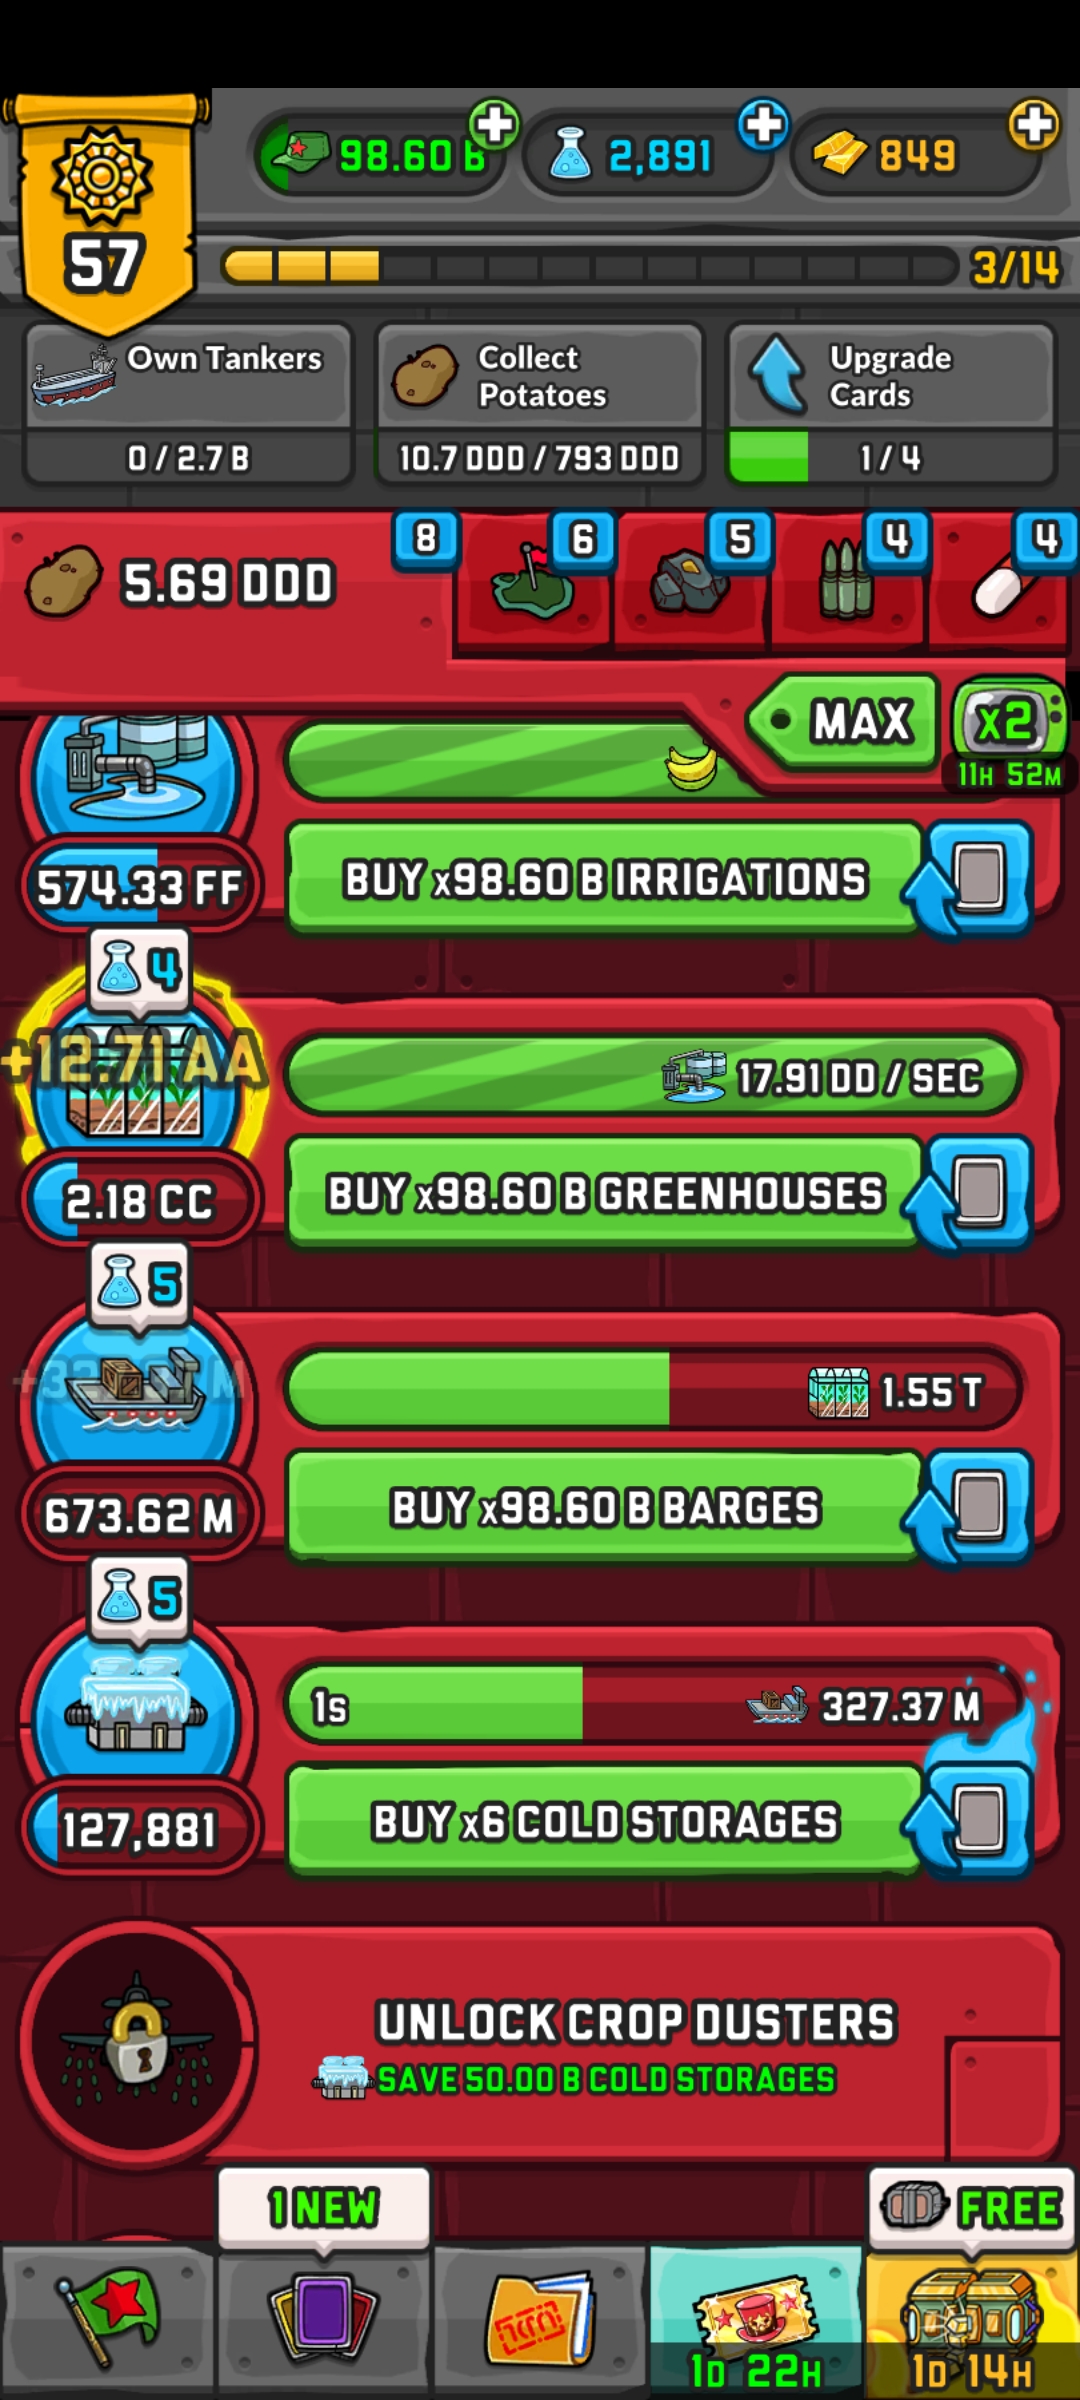 98.60 B
2,891
849
57
3/14
Own Tankers
0 / 2.7 B
Collect
Potatoes
10.7 DDD / 793 DDD
Upgrade
Cards
1 / 4
5.69 DDD
8
6
5
4
4
MAX
x2
11H 52M
574.33 FF
BUY x98.60 B IRRIGATIONS
4
+12.71 AA
17.91 DD / SEC
2.18 CC
BUY x98.60 B GREENHOUSES
5
1.55 T
673.62 M
BUY x98.60 B BARGES
5
1s
327.37 M
127,881
BUY x6 COLD STORAGES
UNLOCK CROP DUSTERS
SAVE 50.00 B COLD STORAGES
1 NEW
FREE
1D 22H
1D 14H